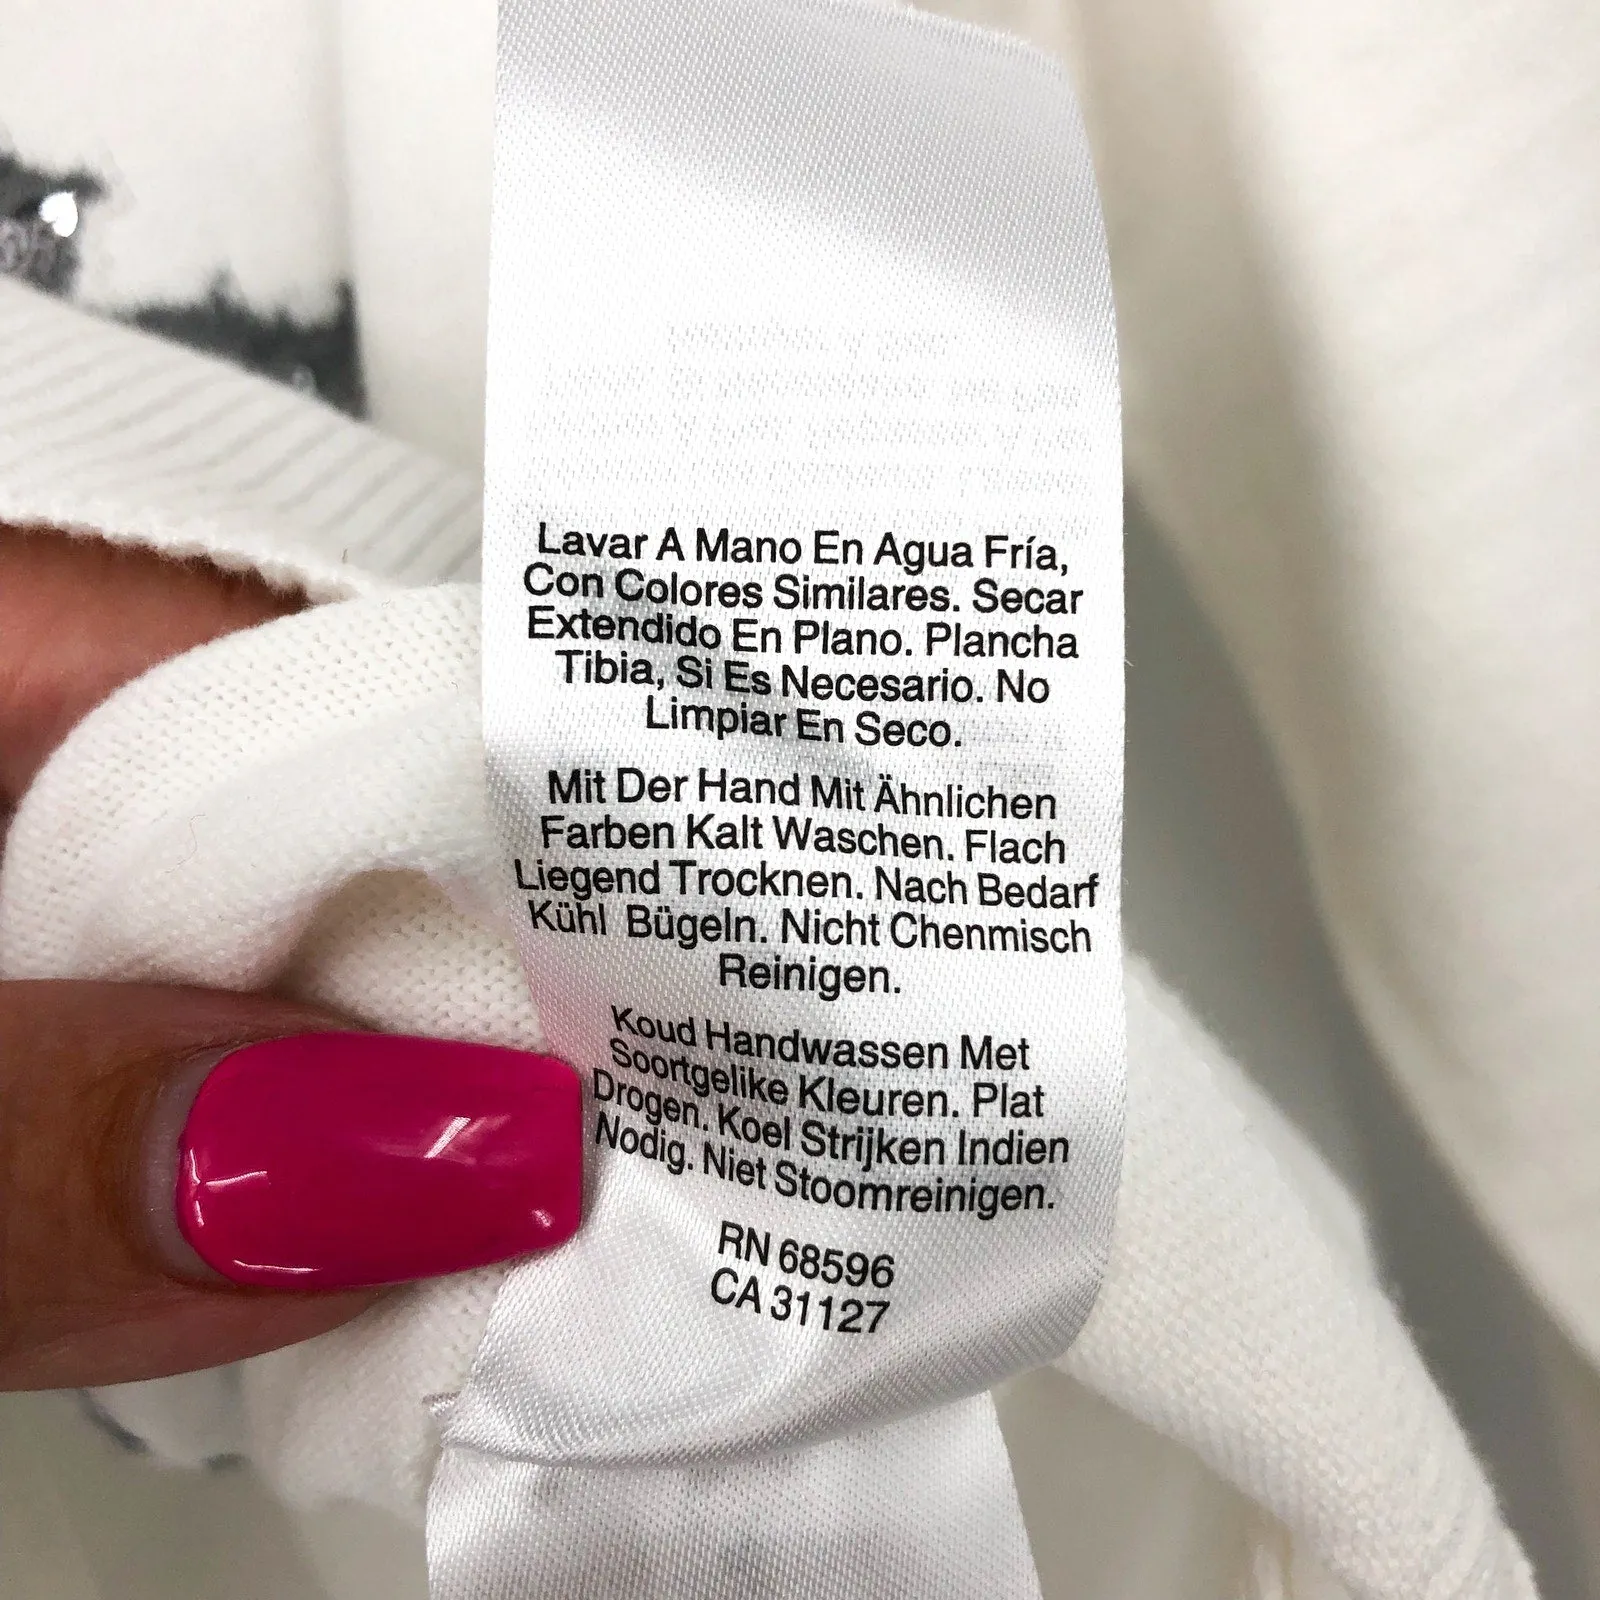 Lavar A Mano En Agua Fría,
Con Colores Similares. Secar
Extendido En Plano. Plancha
Tibia, Si Es Necesario. No
Limpiar En Seco.
Mit Der Hand Mit Ähnlichen
Farben Kalt Waschen. Flach
Liegend Trocknen. Nach Bedarf
Kühl Bügeln. Nicht Chenmisch
Reinigen.
Koud Handwassen Met
Soortgelike Kleuren. Plat
Drogen. Koel Strijken Indien
Nodig. Niet Stoomreinigen.
RN 68596
CA 31127